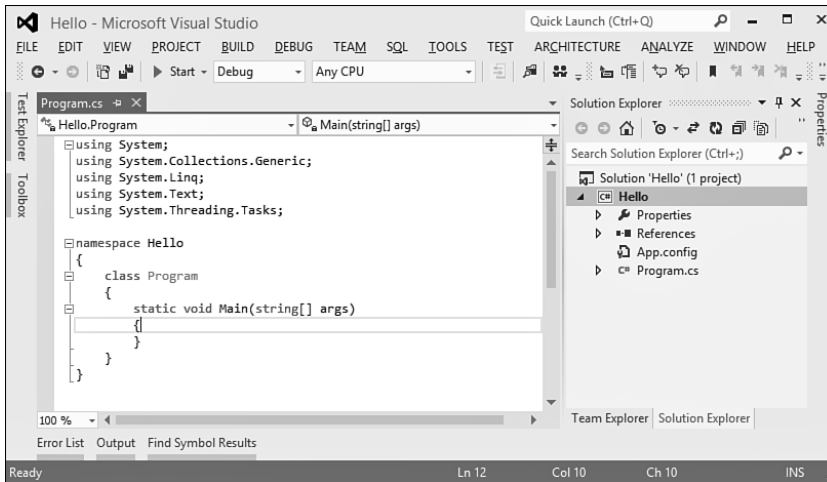 Hello - Microsoft Visual Studio
Quick Launch (Ctrl+Q)
FILE EDIT VIEW PROJECT BUILD DEBUG TEAM SQL TOOLS TEST ARCHITECTURE ANALYZE WINDOW HELP
Start Debug Any CPU
Test Explorer
Toolbox
Program.cs
Hello.Program
Main(string[] args)
using System;
using System.Collections.Generic;
using System.Linq;
using System.Text;
using System.Threading.Tasks;
namespace Hello
{
class Program
{
static void Main(string[] args)
{
}
}
}
100 %
Solution Explorer
Search Solution Explorer (Ctrl+;)
Solution 'Hello' (1 project)
C# Hello
Properties
References
App.config
C# Program.cs
Team Explorer Solution Explorer
Properties
Error List Output Find Symbol Results
Ready Ln 12 Col 10 Ch 10 INS